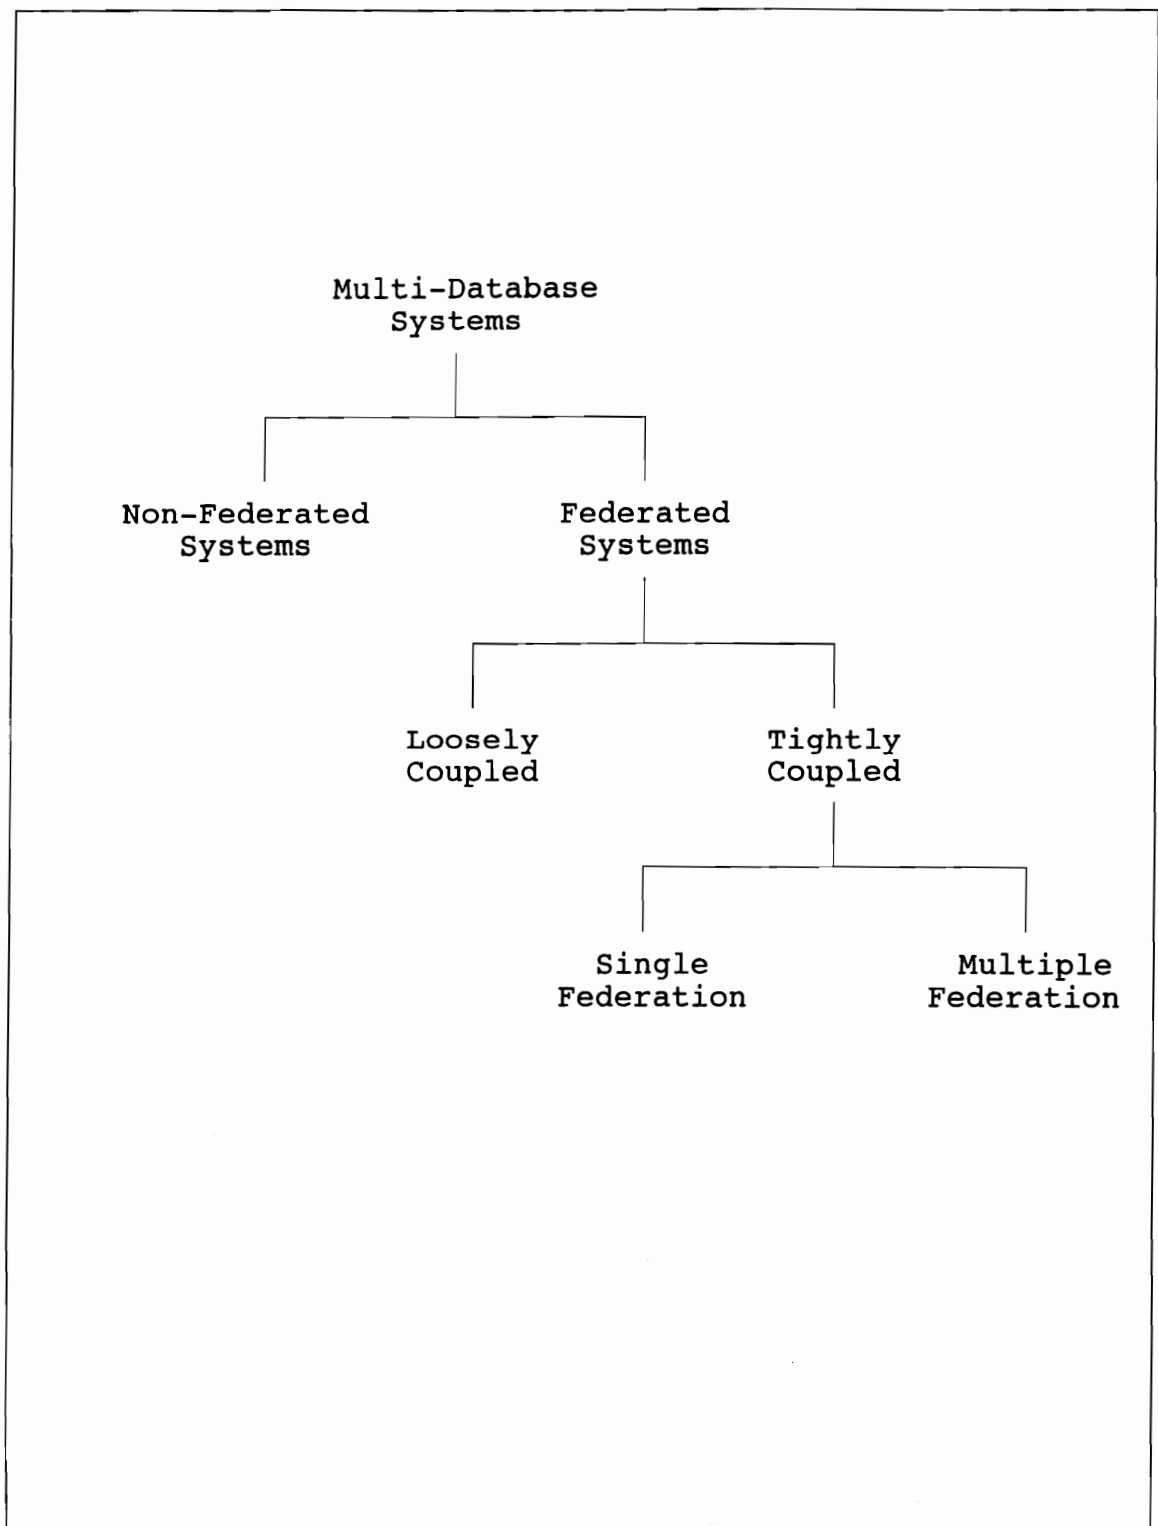 Multi-Database
Systems
Non-Federated
Systems
Federated
Systems
Loosely
Coupled
Tightly
Coupled
Single
Federation
Multiple
Federation